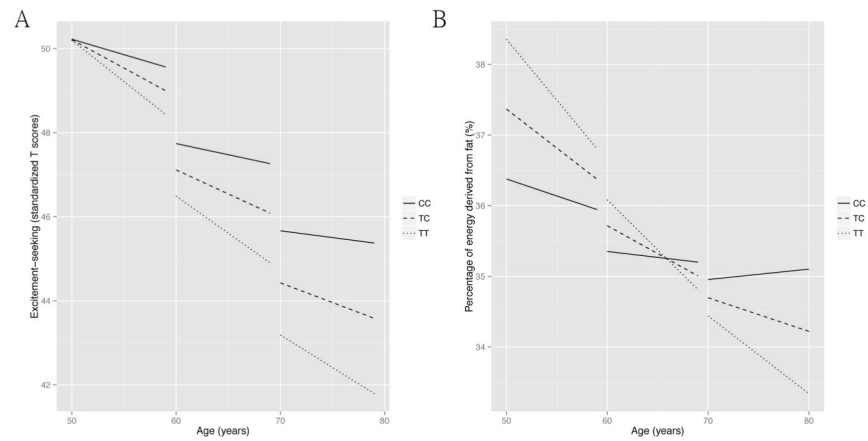 A
50
48
46
44
42
Excitement−seeking (standardized T scores)
50
60
70
80
Age (years)
CC
TC
TT
B
38
37
36
35
34
Percentage of energy derived from fat (%)
50
60
70
80
Age (years)
CC
TC
TT